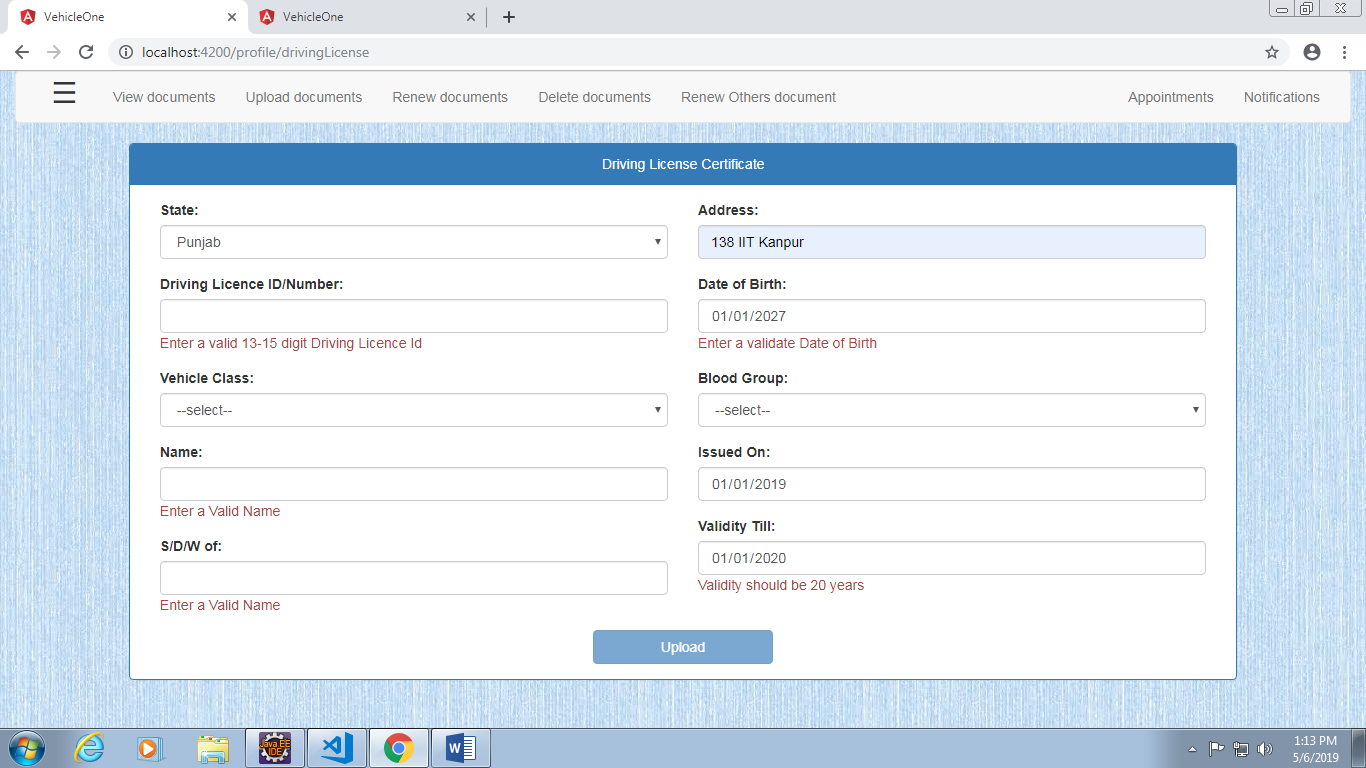 VehicleOne
VehicleOne
localhost:4200/profile/drivingLicense
View documents Upload documents Renew documents Delete documents Renew Others document Appointments Notifications
Driving License Certificate
State:
Punjab
Driving Licence ID/Number:
Enter a valid 13-15 digit Driving Licence Id
Vehicle Class:
--select--
Name:
Enter a Valid Name
S/D/W of:
Enter a Valid Name
Address:
138 IIT Kanpur
Date of Birth:
01/01/2027
Enter a validate Date of Birth
Blood Group:
--select--
Issued On:
01/01/2019
Validity Till:
01/01/2020
Validity should be 20 years
Upload
Java EE
IDE
W
1:13 PM
5/6/2019